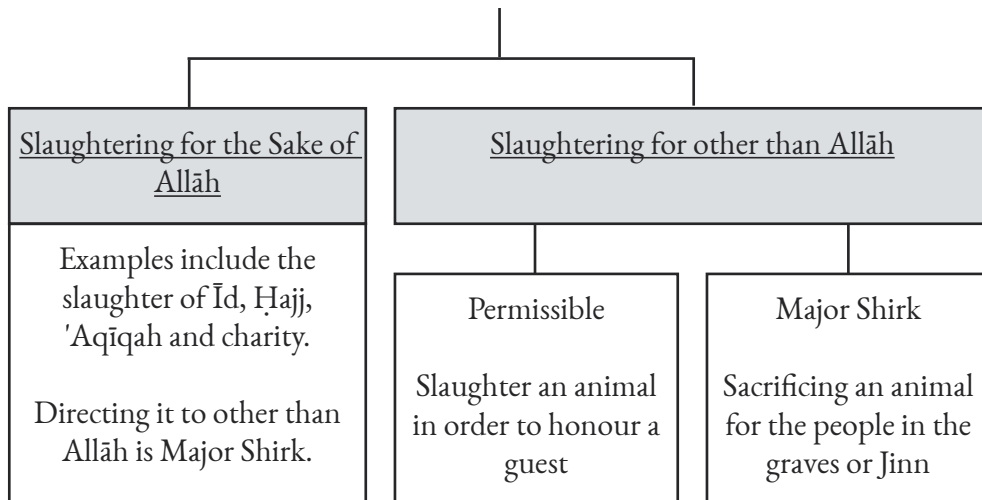 Slaughtering for the Sake of
Allāh
Examples include the
slaughter of Īd, Ḥajj,
'Aqīqah and charity.
Directing it to other than
Allāh is Major Shirk.
Slaughtering for other than Allāh
Permissible
Slaughter an animal
in order to honour a
guest
Major Shirk
Sacrificing an animal
for the people in the
graves or Jinn